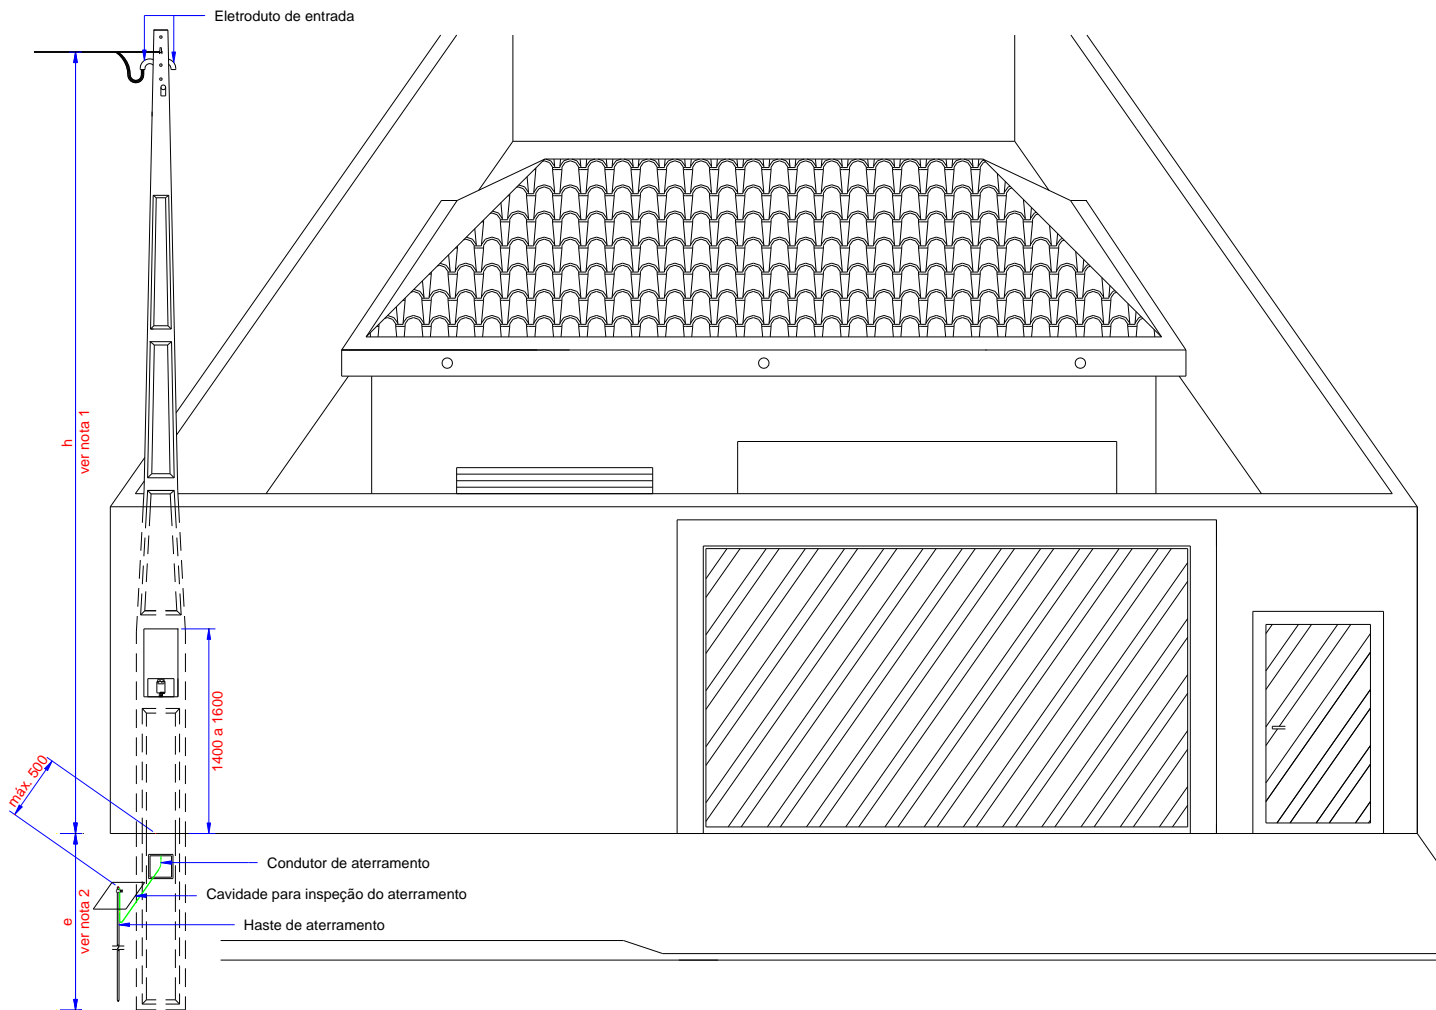 Eletroduto de entrada
h
ver nota 1
1400 a 1600
máx. 500
Condutor de aterramento
Cavidade para inspeção do aterramento
e
ver nota 2
Haste de aterramento